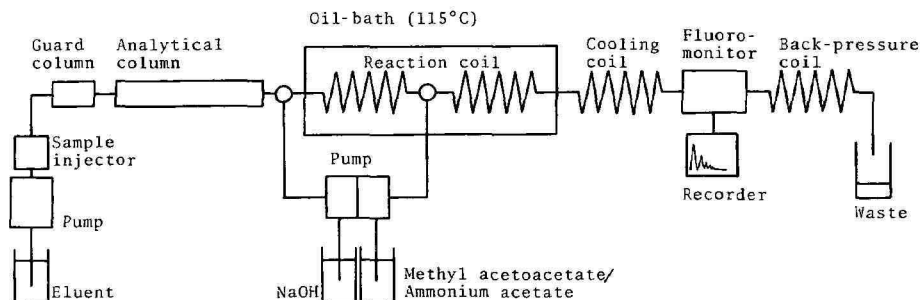 Oil-bath (115°C)
Guard
column
Analytical
column
Reaction coil
Cooling
coil
Fluoro-
monitor
Back-pressure
coil
Sample
injector
Pump
Pump
Recorder
Waste
Eluent
NaOH
Methyl acetoacetate/
Ammonium acetate